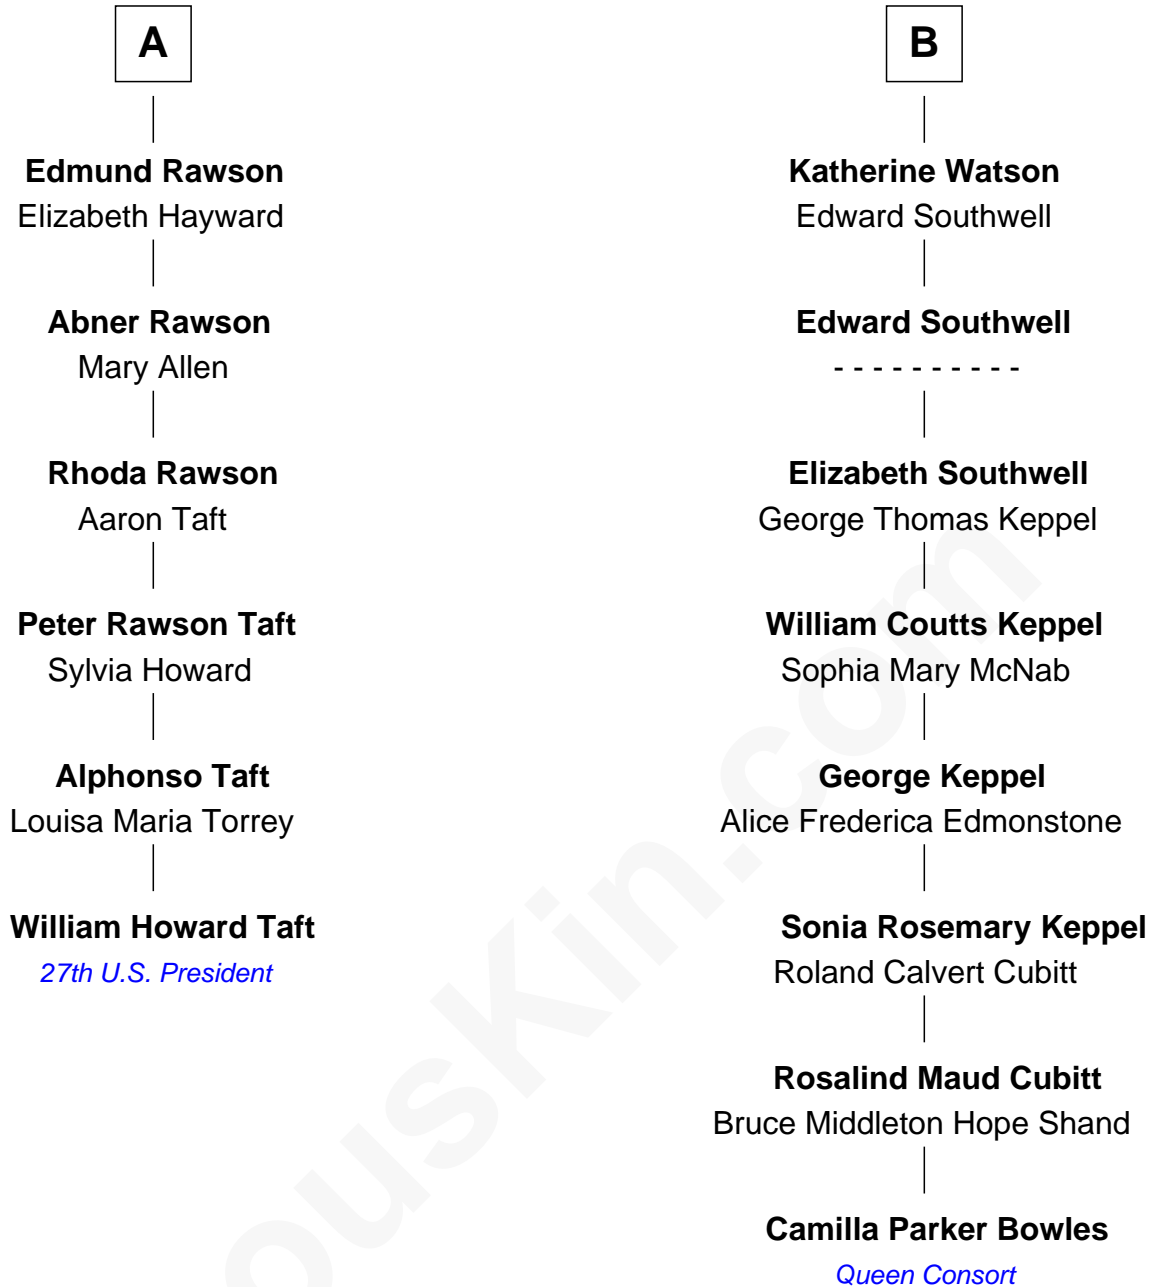 A
Edmund Rawson
Elizabeth Hayward
Abner Rawson
Mary Allen
Rhoda Rawson
Aaron Taft
Peter Rawson Taft
Sylvia Howard
Alphonso Taft
Louisa Maria Torrey
William Howard Taft
27th U.S. President
B
Katherine Watson
Edward Southwell
Edward Southwell
- - - - - - - - - -
Elizabeth Southwell
George Thomas Keppel
William Coutts Keppel
Sophia Mary McNab
George Keppel
Alice Frederica Edmonstone
Sonia Rosemary Keppel
Roland Calvert Cubitt
Rosalind Maud Cubitt
Bruce Middleton Hope Shand
Camilla Parker Bowles
Queen Consort
ousKin.com